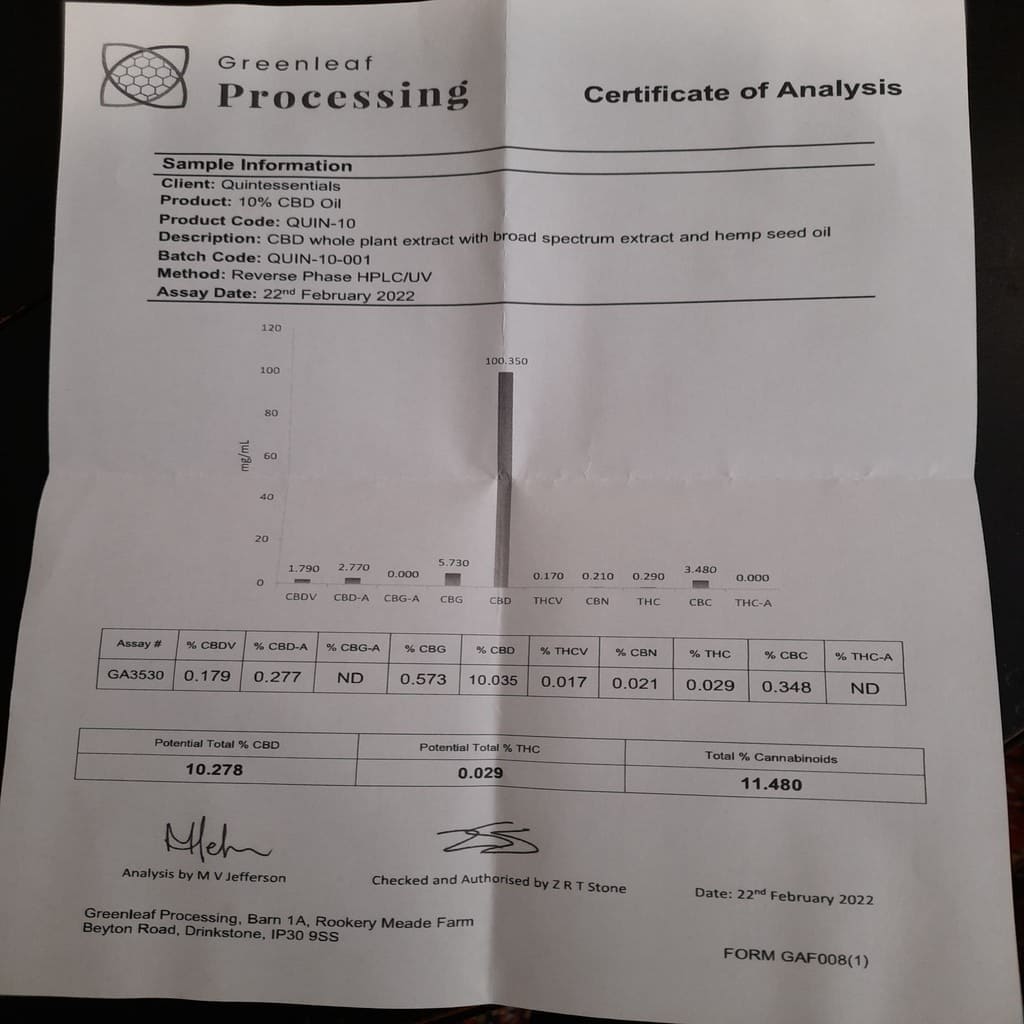 Greenleaf
Processing
Certificate of Analysis
Sample Information
Client: Quintessentials
Product: 10% CBD Oil
Product Code: QUIN-10
Description: CBD whole plant extract with broad spectrum extract and hemp seed oil
Batch Code: QUIN-10-001
Method: Reverse Phase HPLC/UV
Assay Date: 22nd February 2022
120
100
80
60
40
20
0
mg/mL
1.790 2.770 0.000 5.730 100.350 0.170 0.210 0.290 3.480 0.000
CBDV CBD-A CBG-A CBG CBD THCV CBN THC CBC THC-A
Assay # % CBDV % CBD-A % CBG-A % CBG % CBD % THCV % CBN % THC % CBC % THC-A
GA3530 0.179 0.277 ND 0.573 10.035 0.017 0.021 0.029 0.348 ND
Potential Total % CBD Potential Total % THC Total % Cannabinoids
10.278 0.029 11.480
Analysis by M V Jefferson
Checked and Authorised by Z R T Stone
Date: 22nd February 2022
Greenleaf Processing, Barn 1A, Rookery Meade Farm
Beyton Road, Drinkstone, IP30 9SS
FORM GAF008(1)